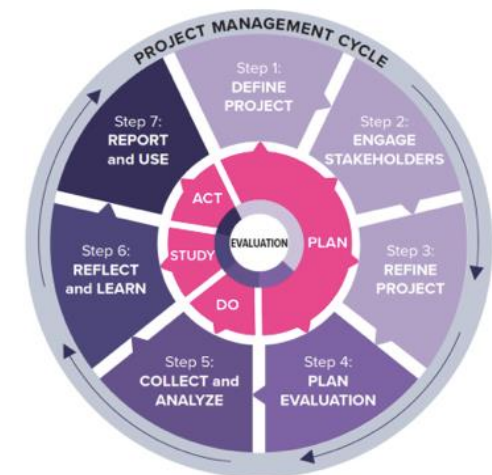 PROJECT MANAGEMENT CYCLE
Step 1:
DEFINE
PROJECT
Step 2:
ENGAGE
STAKEHOLDERS
Step 3:
REFINE
PROJECT
Step 4:
PLAN
EVALUATION
Step 5:
COLLECT and
ANALYZE
Step 6:
REFLECT
and LEARN
Step 7:
REPORT
and USE
PLAN
DO
STUDY
ACT
EVALUATION